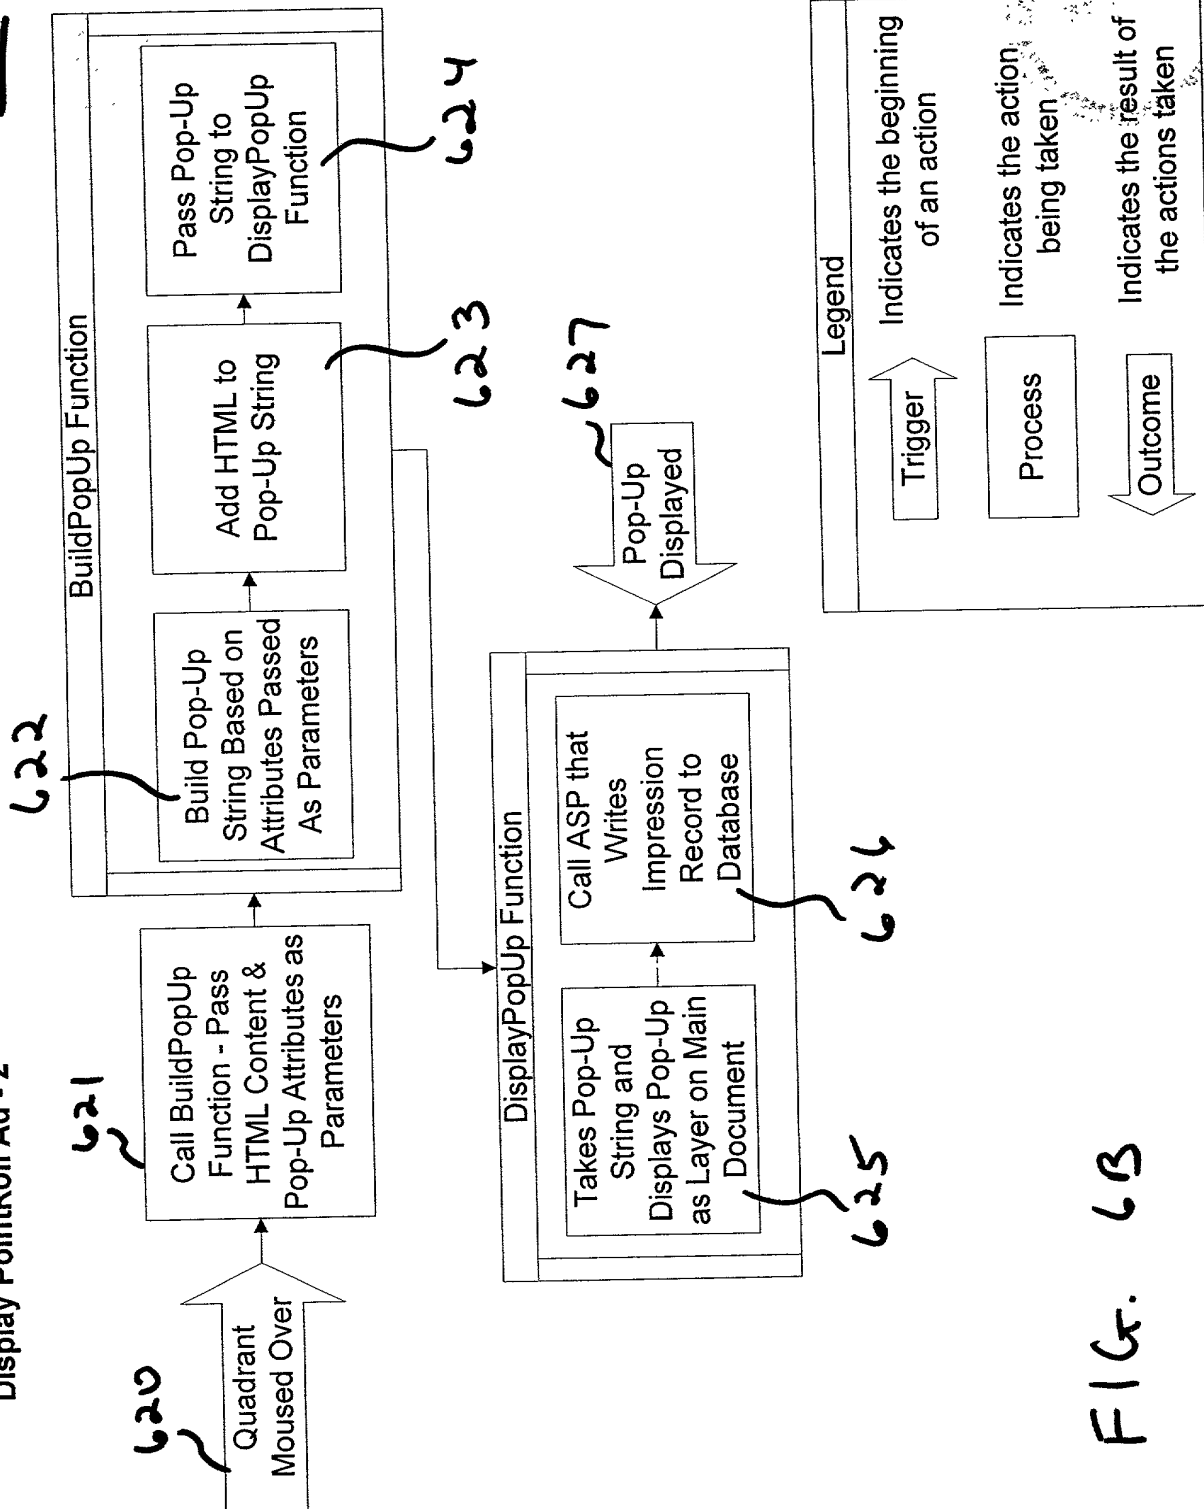 Display PointRoll Ad - 2
620
Quadrant
Moused Over
621
Call BuildPopUp
Function - Pass
HTML Content &
Pop-Up Attributes as
Parameters
BuildPopUp Function
622
Build Pop-Up
String Based on
Attributes Passed
As Parameters
Add HTML to
Pop-Up String
623
Pass Pop-Up
String to
DisplayPopUp
Function
624
DisplayPopUp Function
Takes Pop-Up
String and
Displays Pop-Up
as Layer on Main
Document
625
Call ASP that
Writes
Impression
Record to
Database
626
Pop-Up
Displayed
627
Legend
Trigger
Indicates the beginning
of an action
Process
Indicates the action
being taken
Outcome
Indicates the result of
the actions taken
FIG. 6B